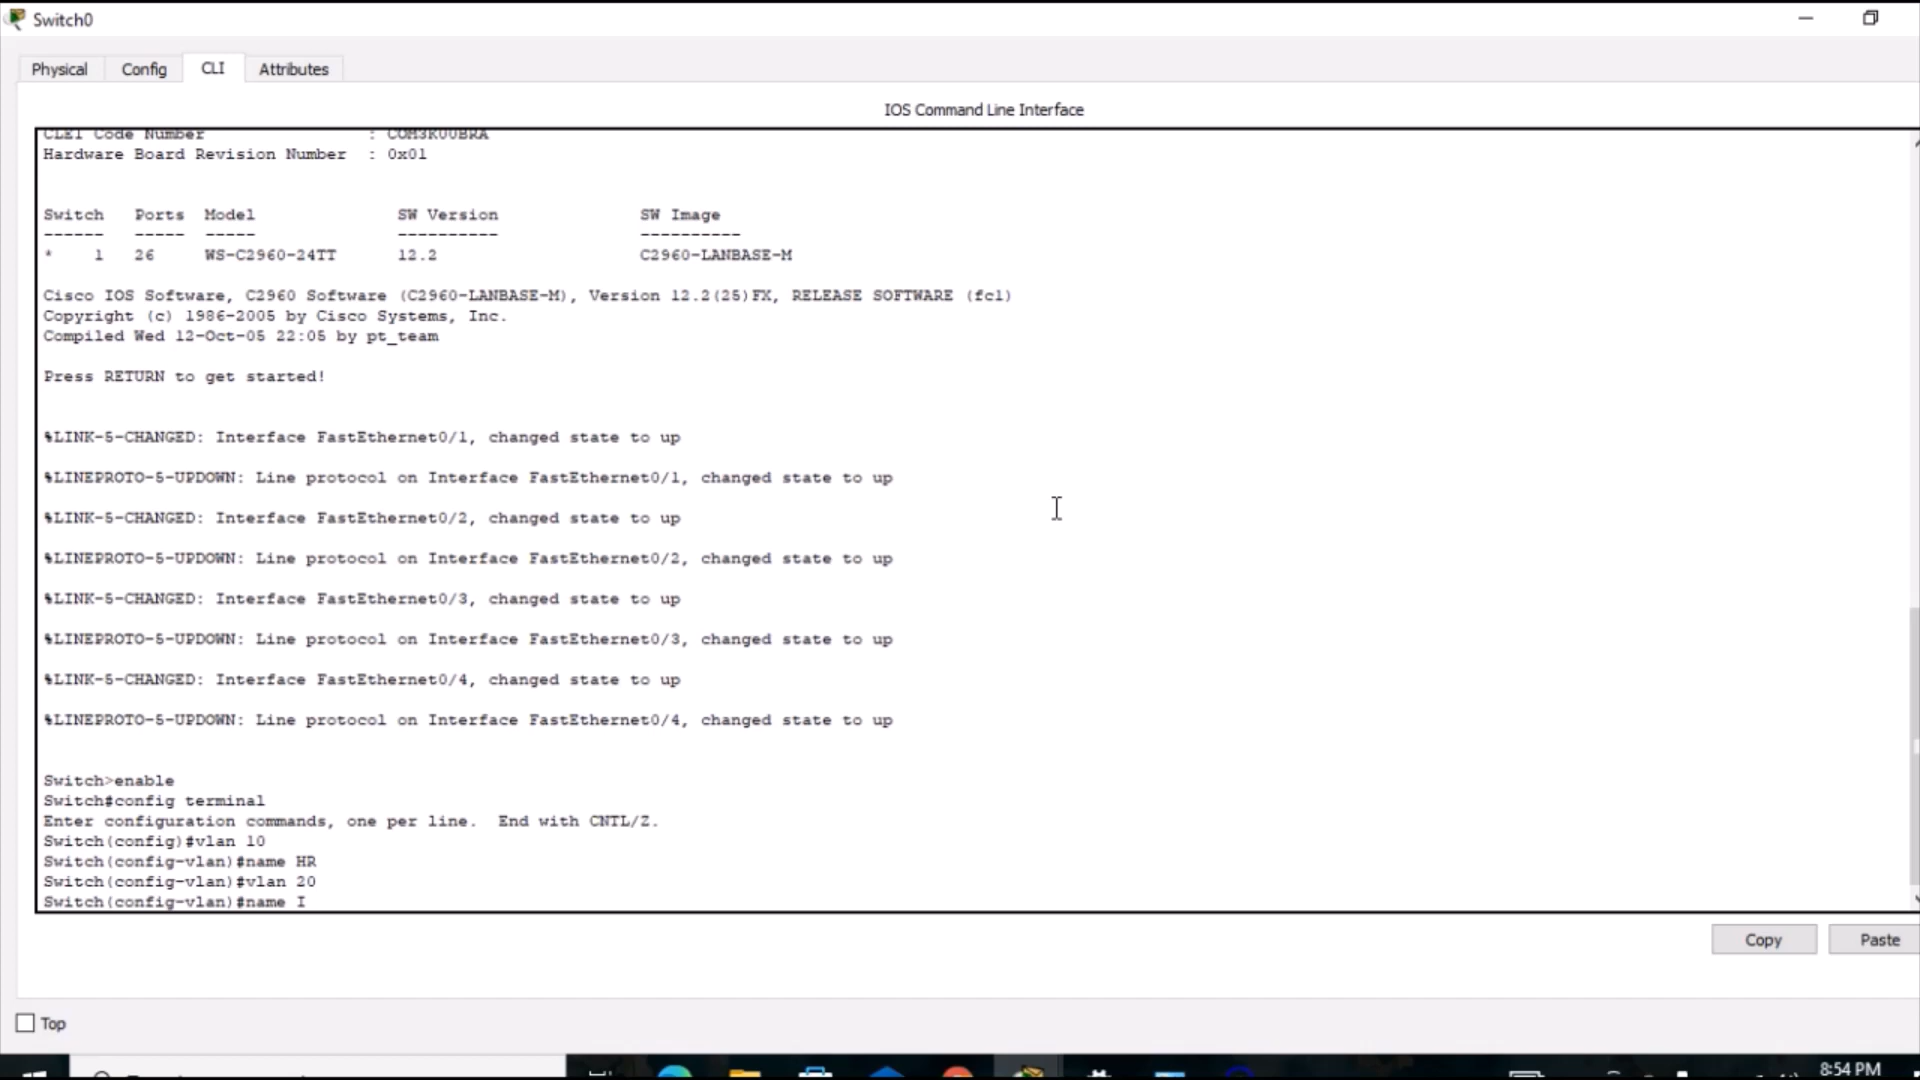 Switch0
Physical Config CLI Attributes
IOS Command Line Interface
CLEI Code Number : COM3K00BRA
Hardware Board Revision Number : 0x01
Switch Ports Model SW Version SW Image
------ ----- ----- ---------- ----------
* 1 26 WS-C2960-24TT 12.2 C2960-LANBASE-M
Cisco IOS Software, C2960 Software (C2960-LANBASE-M), Version 12.2(25)FX, RELEASE SOFTWARE (fc1)
Copyright (c) 1986-2005 by Cisco Systems, Inc.
Compiled Wed 12-Oct-05 22:05 by pt_team
Press RETURN to get started!
%LINK-5-CHANGED: Interface FastEthernet0/1, changed state to up
%LINEPROTO-5-UPDOWN: Line protocol on Interface FastEthernet0/1, changed state to up
%LINK-5-CHANGED: Interface FastEthernet0/2, changed state to up
%LINEPROTO-5-UPDOWN: Line protocol on Interface FastEthernet0/2, changed state to up
%LINK-5-CHANGED: Interface FastEthernet0/3, changed state to up
%LINEPROTO-5-UPDOWN: Line protocol on Interface FastEthernet0/3, changed state to up
%LINK-5-CHANGED: Interface FastEthernet0/4, changed state to up
%LINEPROTO-5-UPDOWN: Line protocol on Interface FastEthernet0/4, changed state to up
Switch>enable
Switch#config terminal
Enter configuration commands, one per line. End with CNTL/Z.
Switch(config)#vlan 10
Switch(config-vlan)#name HR
Switch(config-vlan)#vlan 20
Switch(config-vlan)#name I
Copy Paste
Top
8:54 PM